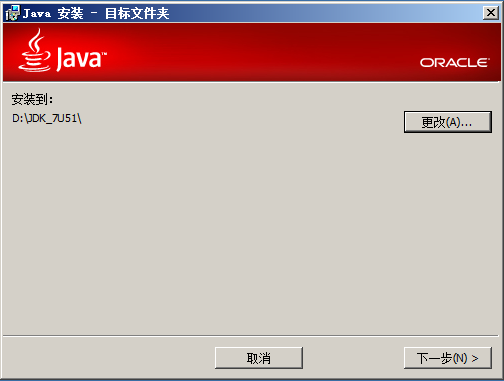 Java 安装 - 目标文件夹
Java™
ORACLE®
安装到:
D:\JDK_7U51\
更改(A)...
取消
下一步(N) >